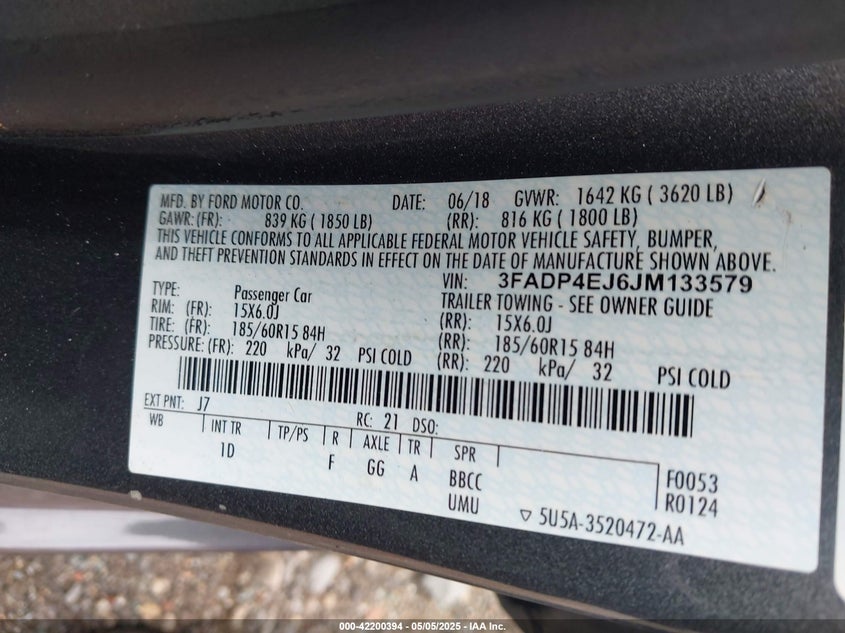 MFD. BY FORD MOTOR CO. DATE: 06/18 GVWR: 1642 KG ( 3620 LB)
GAWR: (FR): 839 KG ( 1850 LB) (RR): 816 KG ( 1800 LB)
THIS VEHICLE CONFORMS TO ALL APPLICABLE FEDERAL MOTOR VEHICLE SAFETY, BUMPER,
AND THEFT PREVENTION STANDARDS IN EFFECT ON THE DATE OF MANUFACTURE SHOWN ABOVE.
VIN: 3FADP4EJ6JM133579
TYPE: Passenger Car TRAILER TOWING - SEE OWNER GUIDE
RIM: (FR): 15X6.0J (RR): 15X6.0J
TIRE: (FR): 185/60R15 84H (RR): 185/60R15 84H
PRESSURE: (FR): 220 kPa/ 32 PSI COLD (RR): 220 kPa/ 32 PSI COLD
EXT PNT: J7 RC: 21 DSO:
WB INT TR TP/PS R AXLE TR SPR
1D F GG A BBCC F0053
UMU R0124
▽ 5U5A-3520472-AA
000-42200394 - 05/05/2025 - IAA Inc.